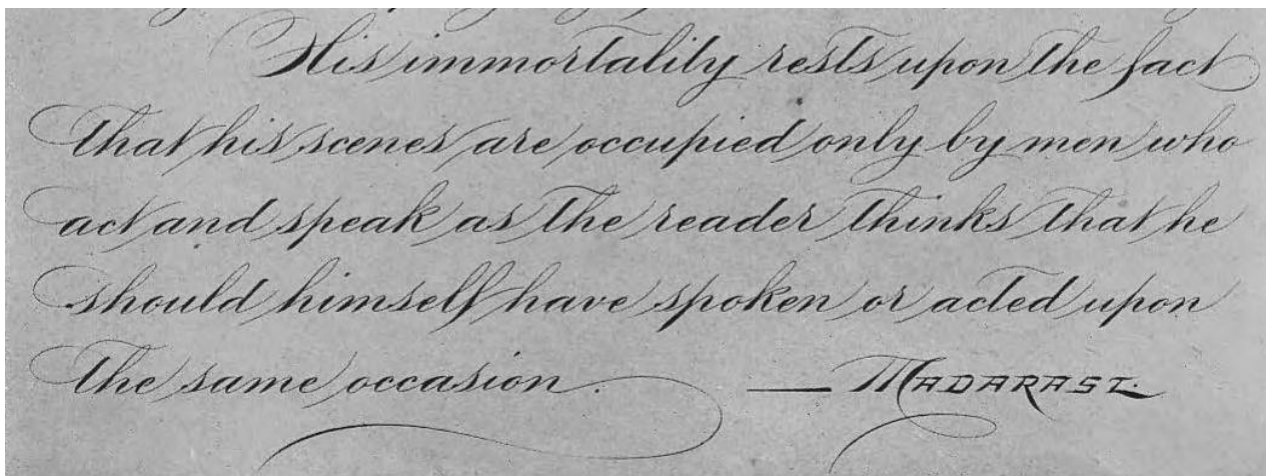 His immortality rests upon the fact
that his scenes are occupied only by men who
act and speak as the reader thinks that he
should himself have spoken or acted upon
the same occasion. — MADARASZ.